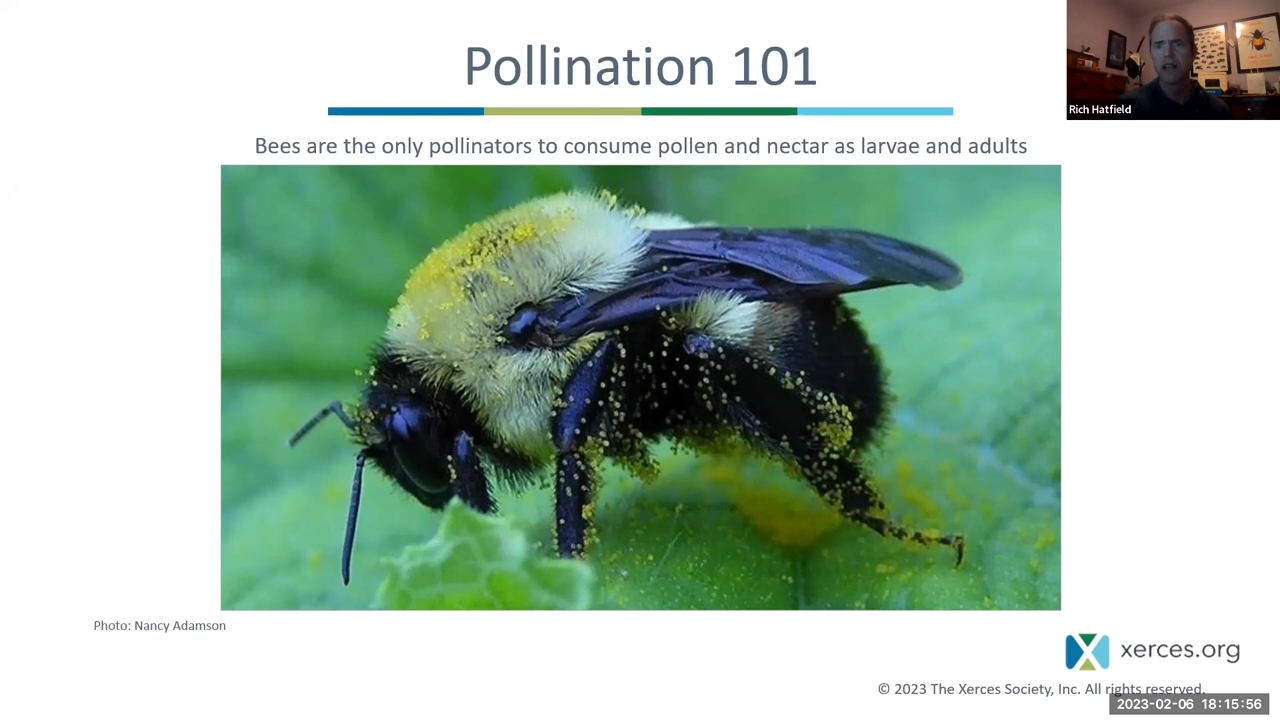 Pollination 101
Rich Hatfield
Bees are the only pollinators to consume pollen and nectar as larvae and adults
Photo: Nancy Adamson
xerces.org
© 2023 The Xerces Society, Inc. All rights reserved.
2023-02-06 18:15:56